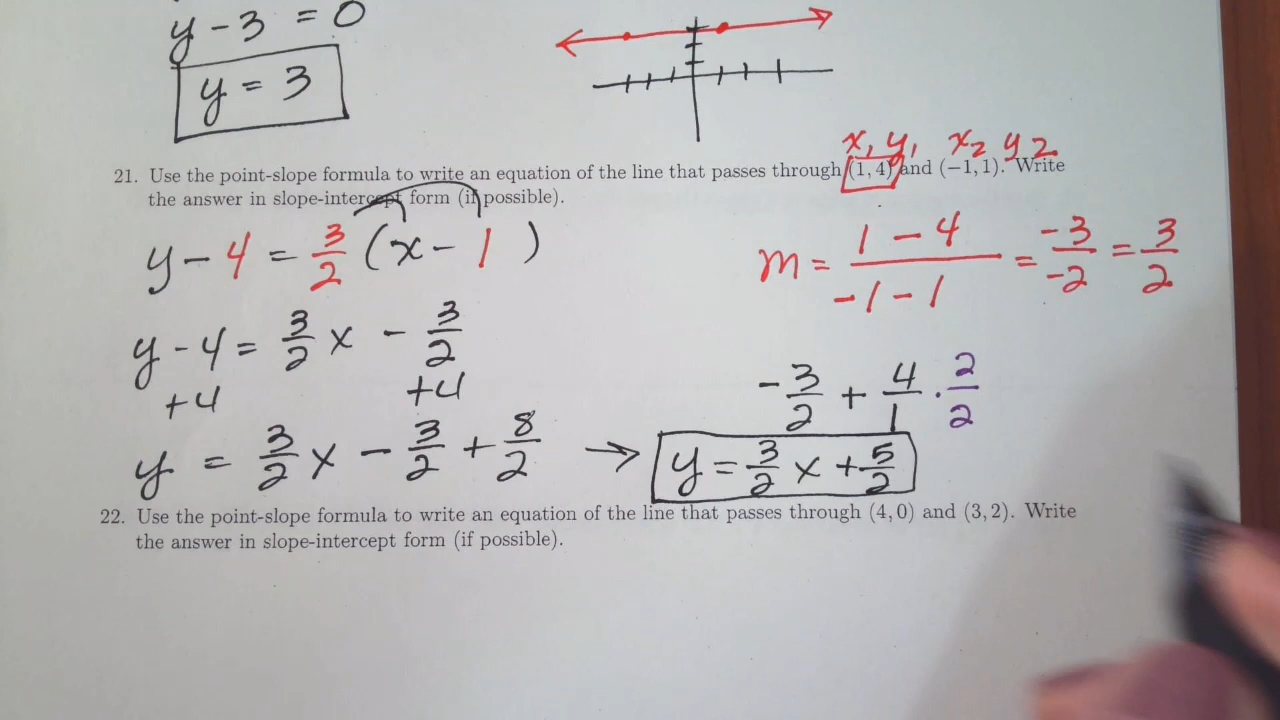 y - 3 = 0
y = 3
x₁ y₁ x₂ y₂
21. Use the point-slope formula to write an equation of the line that passes through (1, 4) and (−1, 1). Write
the answer in slope-intercept form (if possible).
y - 4 = 3/2 (x - 1)
m = (1 - 4)/(-1 - 1) = -3/-2 = 3/2
y - 4 = 3/2 x - 3/2
+4 +4
-3/2 + 4/1 · 2/2
y = 3/2 x - 3/2 + 8/2 → y = 3/2 x + 5/2
22. Use the point-slope formula to write an equation of the line that passes through (4, 0) and (3, 2). Write
the answer in slope-intercept form (if possible).